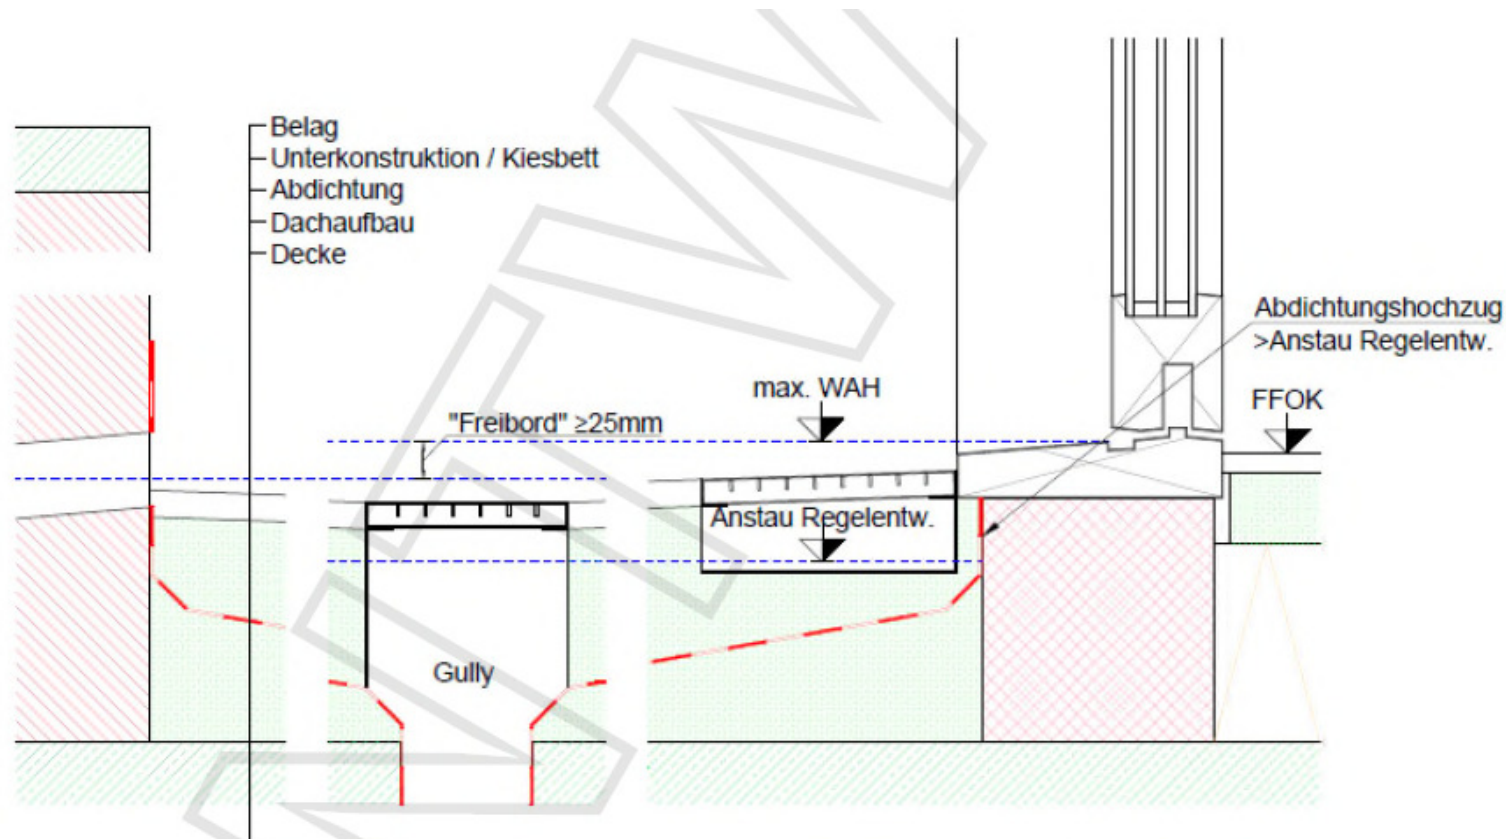 Belag
Unterkonstruktion / Kiesbett
Abdichtung
Dachaufbau
Decke
Abdichtungshochzug
>Anstau Regelentw.
max. WAH
FFOK
"Freibord" ≥25mm
Anstau Regelentw.
Gully